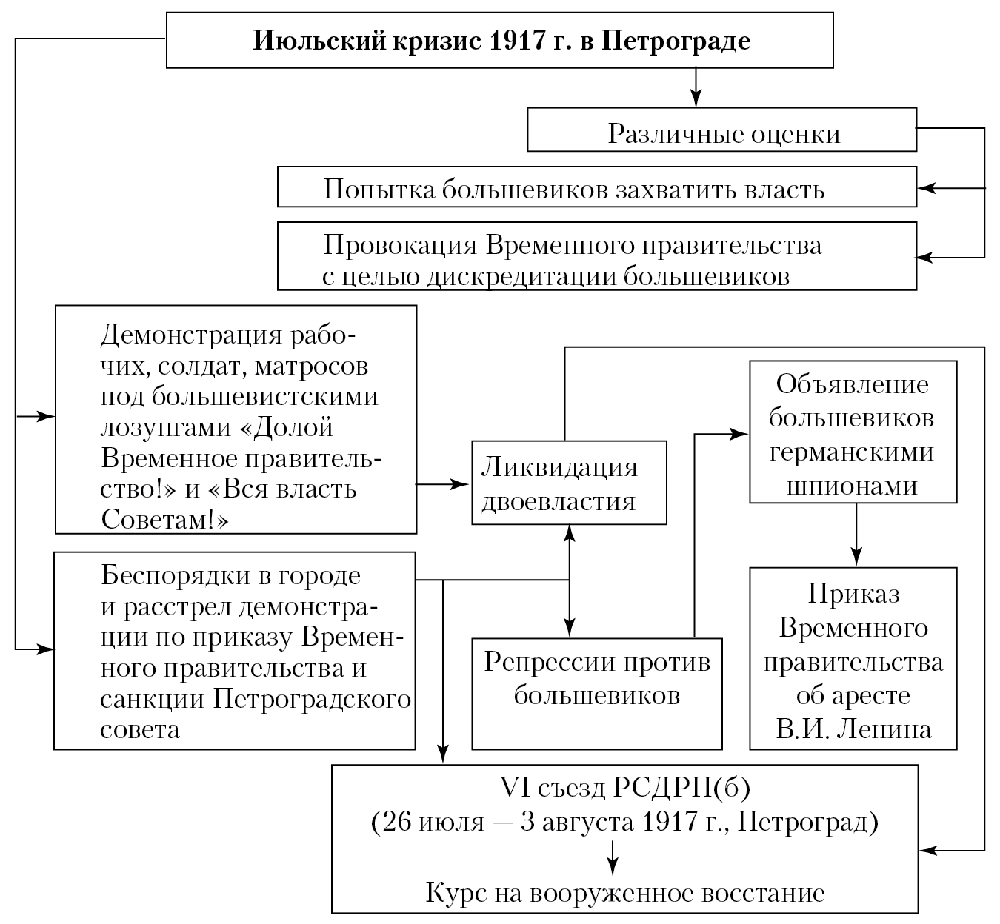 Июльский кризис 1917 г. в Петрограде
Различные оценки
Попытка большевиков захватить власть
Провокация Временного правительства
с целью дискредитации большевиков
Демонстрация рабо-
чих, солдат, матросов
под большевистскими
лозунгами «Долой
Временное правитель-
ство!» и «Вся власть
Советам!»
Ликвидация
двоевластия
Объявление
большевиков
германскими
шпионами
Беспорядки в городе
и расстрел демонстра-
ции по приказу Времен-
ного правительства и
санкции Петроградского
совета
Репрессии против
большевиков
Приказ
Временного
правительства
об аресте
В.И. Ленина
VI съезд РСДРП(б)
(26 июля – 3 августа 1917 г., Петроград)
Курс на вооруженное восстание